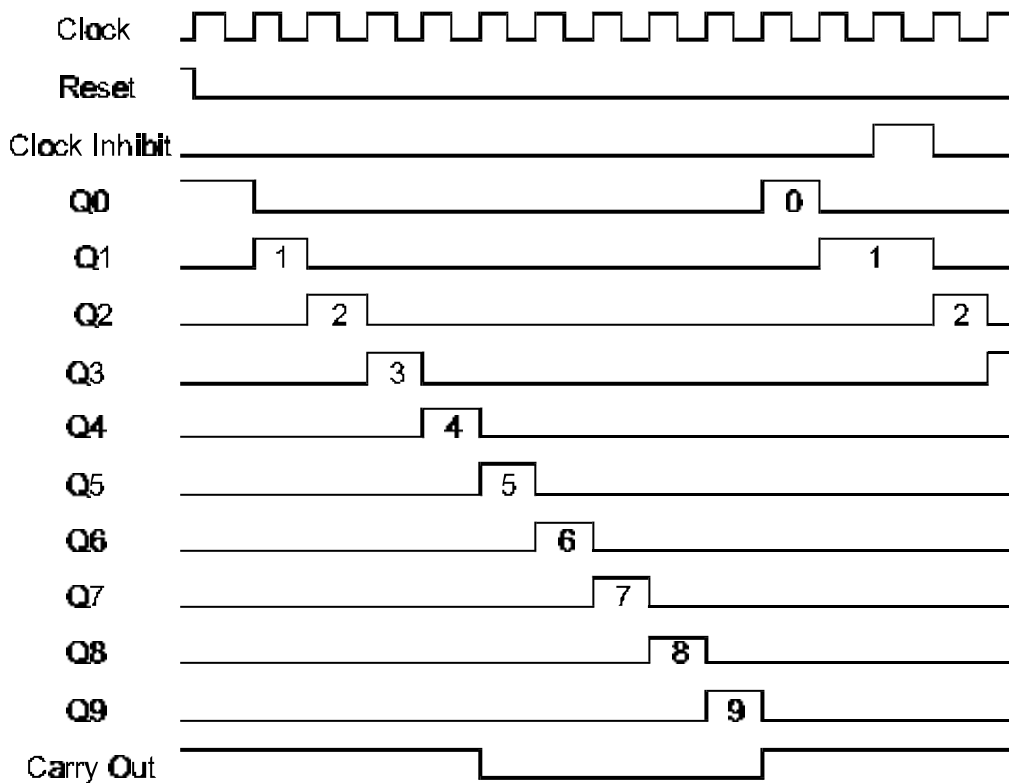 Clock
Reset
Clock Inhibit
Q0 0
Q1 1 1
Q2 2 2
Q3 3
Q4 4
Q5 5
Q6 6
Q7 7
Q8 8
Q9 9
Carry Out